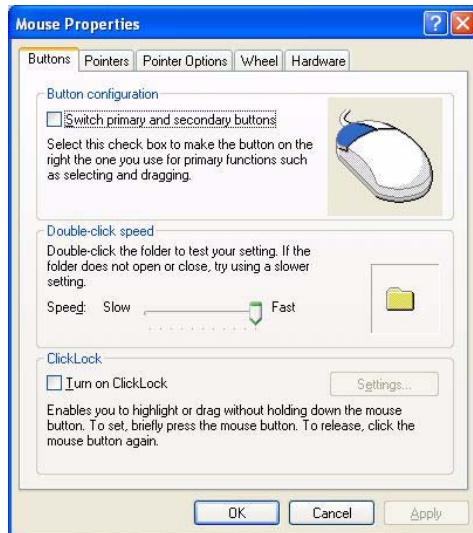 Mouse Properties
Buttons Pointers Pointer Options Wheel Hardware
Button configuration
Switch primary and secondary buttons
Select this check box to make the button on the
right the one you use for primary functions such
as selecting and dragging.
Double-click speed
Double-click the folder to test your setting. If the
folder does not open or close, try using a slower
setting.
Speed: Slow Fast
ClickLock
Turn on ClickLock Settings...
Enables you to highlight or drag without holding down the mouse
button. To set, briefly press the mouse button. To release, click the
mouse button again.
OK Cancel Apply